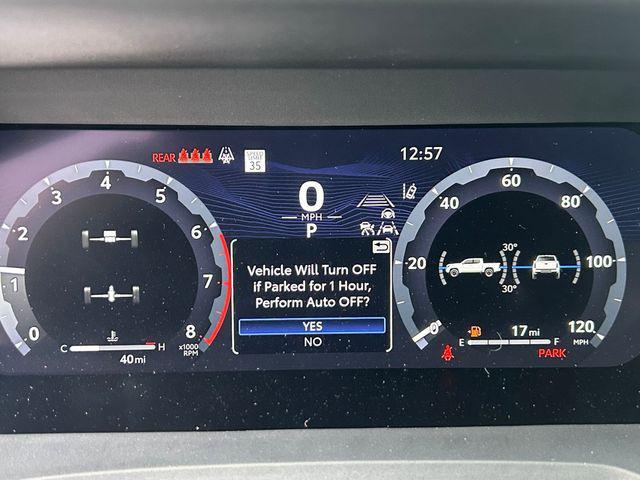 REAR
SPEED
LIMIT
35
12:57
0
MPH
P
0
1
2
3
4
5
6
7
8
x1000
RPM
C
H
40 mi
Vehicle Will Turn OFF
if Parked for 1 Hour,
Perform Auto OFF?
YES
NO
0
20
40
60
80
100
120
MPH
30°
30°
17 mi
E
F
PARK